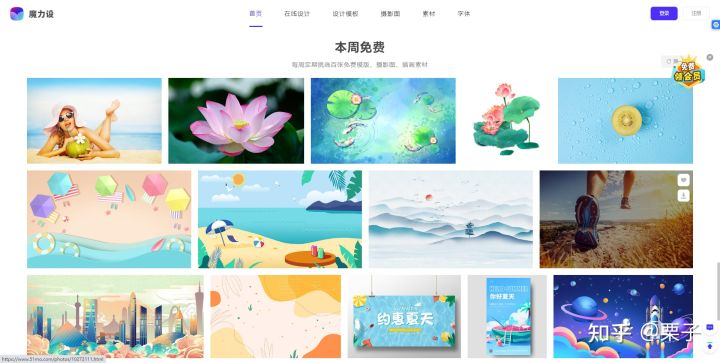 魔力设
首页 在线设计 设计模板 摄影图 素材 字体
登录 注册
本周免费
每周定期挑选百张免费模版、摄影图、插画素材
免费
领会员
约惠夏天
HELLO SUMMER
你好夏天
知乎 @栗子
https://www.51mo.com/photos/10273111.html